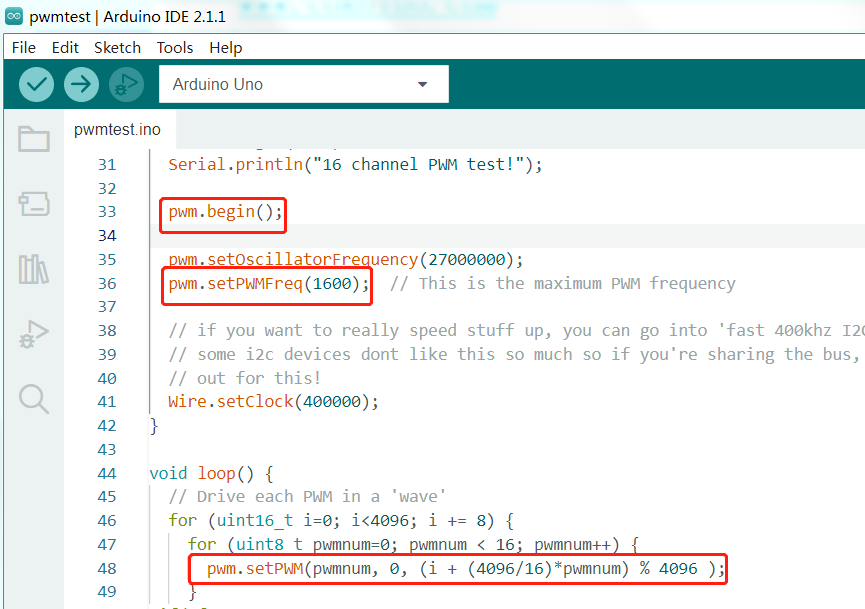 pwmtest | Arduino IDE 2.1.1
File Edit Sketch Tools Help
Arduino Uno
pwmtest.ino
31 Serial.println("16 channel PWM test!");
32
33 pwm.begin();
34
35 pwm.setOscillatorFrequency(27000000);
36 pwm.setPWMFreq(1600); // This is the maximum PWM frequency
37
38 // if you want to really speed stuff up, you can go into 'fast 400khz I2C
39 // some i2c devices dont like this so much so if you're sharing the bus,
40 // out for this!
41 Wire.setClock(400000);
42 }
43
44 void loop() {
45 // Drive each PWM in a 'wave'
46 for (uint16_t i=0; i<4096; i += 8) {
47 for (uint8_t pwmnum=0; pwmnum < 16; pwmnum++) {
48 pwm.setPWM(pwmnum, 0, (i + (4096/16)*pwmnum) % 4096 );
49 }